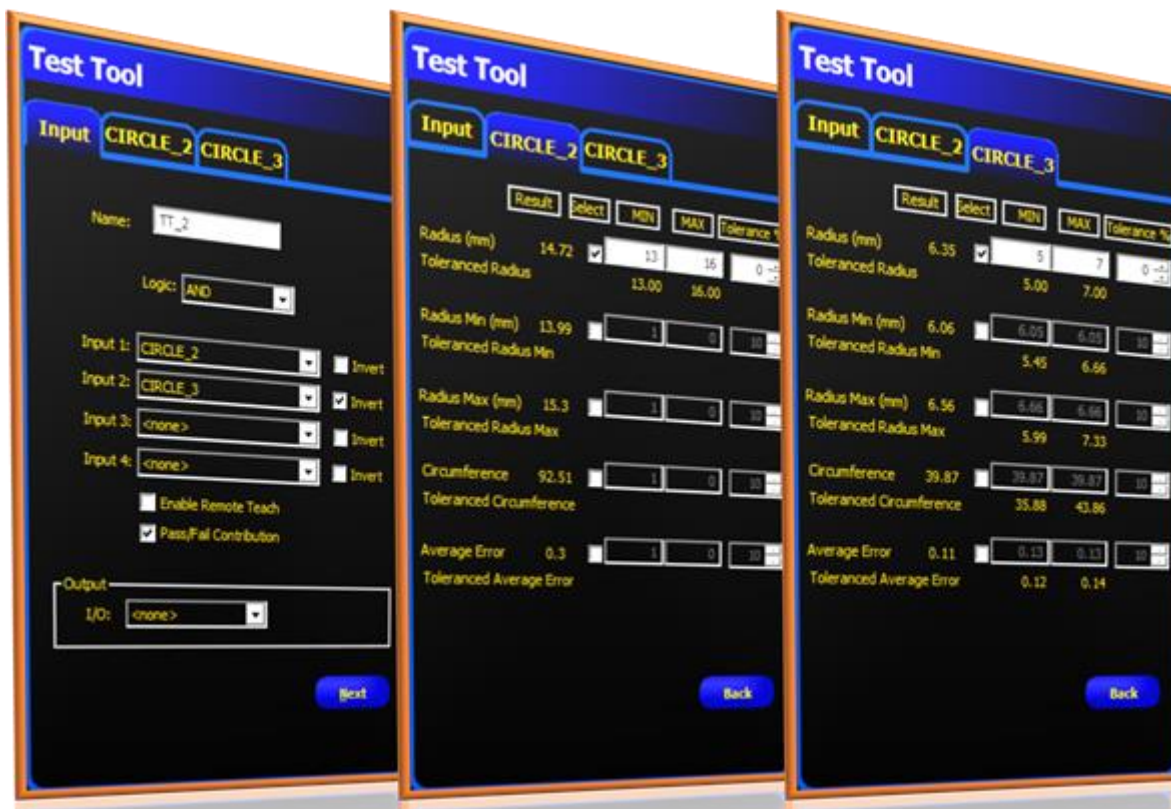 Test Tool
Input CIRCLE_2 CIRCLE_3
Name: TT_2
Logic: AND
Input 1: CIRCLE_2 Invert
Input 2: CIRCLE_3 Invert
Input 3: <none> Invert
Input 4: <none> Invert
Enable Remote Teach
Pass/Fail Contribution
Output
I/O: <none>
Next
Test Tool
Input CIRCLE_2 CIRCLE_3
Result Select MIN MAX Tolerance %
Radius (mm) 14.72 13 16 0
Toleranced Radius 13.00 16.00
Radius Min (mm) 13.99 1 0 10
Toleranced Radius Min
Radius Max (mm) 15.3 1 0 10
Toleranced Radius Max
Circumference 92.51 1 0 10
Toleranced Circumference
Average Error 0.3 1 0 10
Toleranced Average Error
Back
Test Tool
Input CIRCLE_2 CIRCLE_3
Result Select MIN MAX Tolerance %
Radius (mm) 6.35 5 7 0
Toleranced Radius 5.00 7.00
Radius Min (mm) 6.06 6.05 6.05 10
Toleranced Radius Min 5.45 6.66
Radius Max (mm) 6.56 6.66 6.66 10
Toleranced Radius Max 5.99 7.33
Circumference 39.87 39.87 39.87 10
Toleranced Circumference 35.88 43.86
Average Error 0.11 0.13 0.13 10
Toleranced Average Error 0.12 0.14
Back